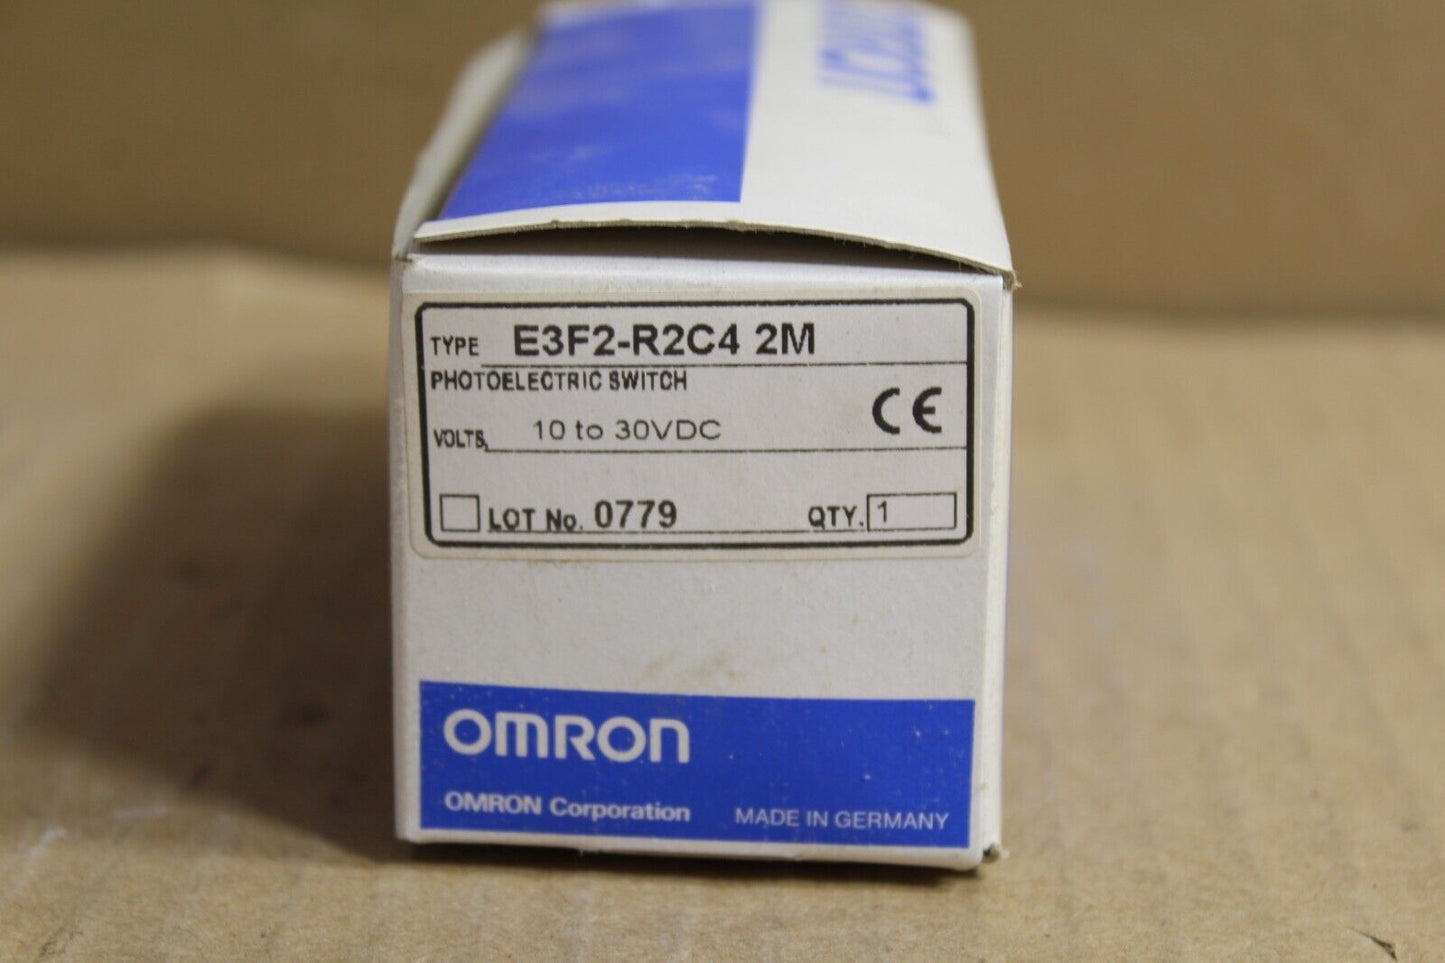 OMRON
TYPE E3F2-R2C4 2M
PHOTOELECTRIC SWITCH
VOLTS. 10 to 30VDC
CE
LOT No. 0779 QTY. 1
OMRON
OMRON Corporation MADE IN GERMANY